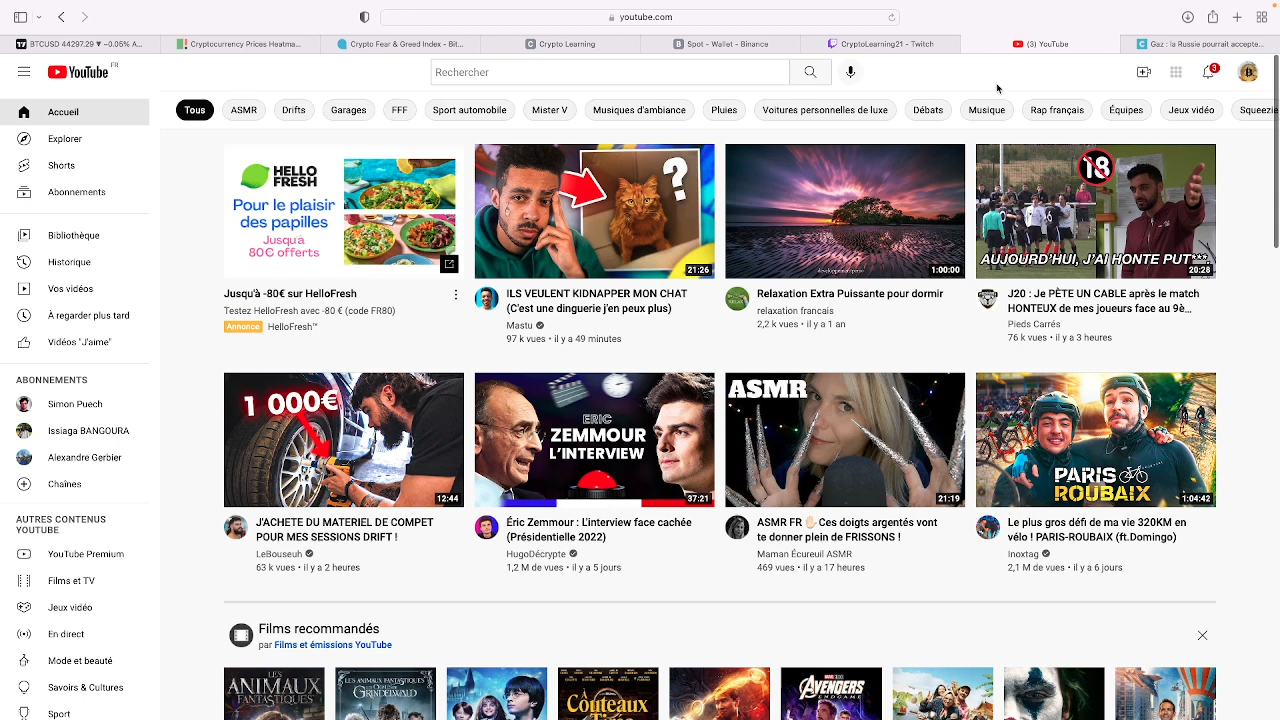 youtube.com
BTCUSD 44297.29 ▼ −0.05% A...
Cryptocurrency Prices Heatma...
Crypto Fear & Greed Index - Bit...
Crypto Learning
Spot - Wallet - Binance
CryptoLearning21 - Twitch
(3) YouTube
Gaz : la Russie pourrait accepte...
YouTube FR
Rechercher
3
Tous
ASMR
Drifts
Garages
FFF
Sport automobile
Mister V
Musiques d'ambiance
Pluies
Voitures personnelles de luxe
Débats
Musique
Rap français
Équipes
Jeux vidéo
Squeezie
Accueil
Explorer
Shorts
Abonnements
Bibliothèque
Historique
Vos vidéos
À regarder plus tard
Vidéos "J'aime"
ABONNEMENTS
Simon Puech
Issiaga BANGOURA
Alexandre Gerbier
Chaînes
AUTRES CONTENUS
YOUTUBE
YouTube Premium
Films et TV
Jeux vidéo
En direct
Mode et beauté
Savoirs & Cultures
Sport
HELLO
FRESH
Pour le plaisir
des papilles
Jusqu'à
80€ offerts
Jusqu'à -80€ sur HelloFresh
Testez HelloFresh avec -80 € (code FR80)
Annonce HelloFresh™
?
21:26
ILS VEULENT KIDNAPPER MON CHAT
(C'est une dinguerie j'en peux plus)
Mastu
97 k vues • il y a 49 minutes
1:00:00
Relaxation Extra Puissante pour dormir
relaxation francais
2,2 k vues • il y a 1 an
18
AUJOURD'HUI, J'AI HONTE PUT***
20:28
J20 : Je PÈTE UN CABLE après le match
HONTEUX de mes joueurs face au 9è...
Pieds Carrés
76 k vues • il y a 3 heures
1 000€
12:44
J'ACHETE DU MATERIEL DE COMPET
POUR MES SESSIONS DRIFT !
LeBouseuh
63 k vues • il y a 2 heures
ERIC
ZEMMOUR
L'INTERVIEW
37:21
Éric Zemmour : L'interview face cachée
(Présidentielle 2022)
HugoDécrypte
1,2 M de vues • il y a 5 jours
ASMR
21:19
ASMR FR ✋🏻Ces doigts argentés vont
te donner plein de FRISSONS !
Maman Écureuil ASMR
469 vues • il y a 17 heures
PARIS
ROUBAIX
1:04:42
Le plus gros défi de ma vie 320KM en
vélo ! PARIS-ROUBAIX (ft.Domingo)
Inoxtag
2,1 M de vues • il y a 6 jours
Films recommandés
par Films et émissions YouTube
LES
ANIMAUX
LES ANIMAUX FANTASTIQUES
GRINDELWALD
À
Couteaux
AVENGERS
ENDGAME